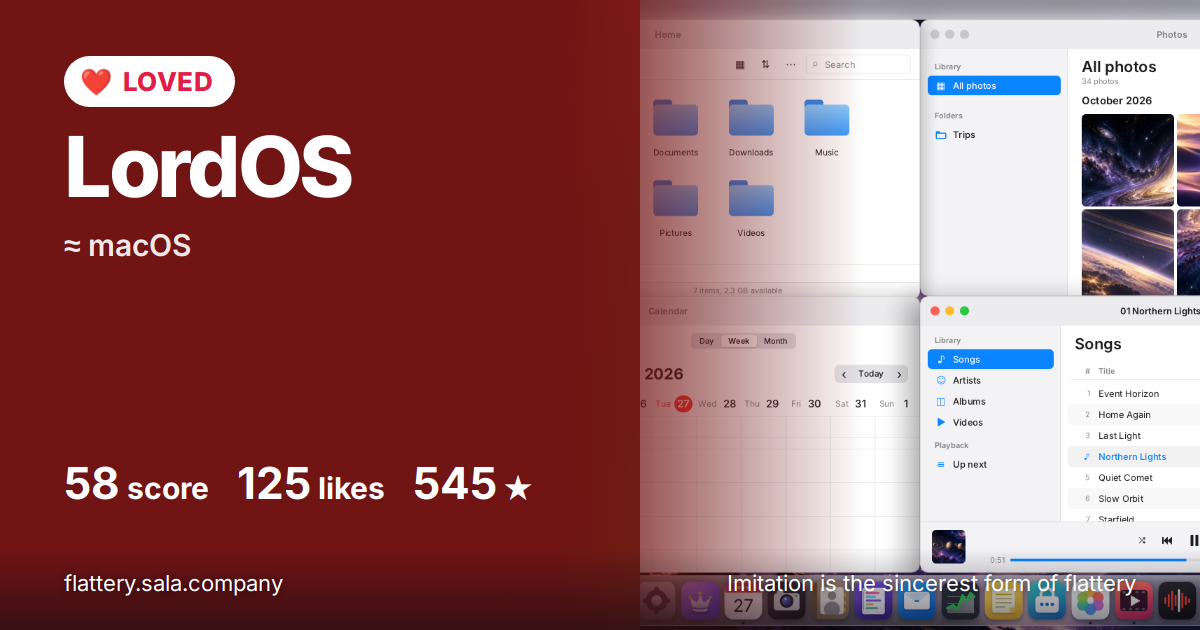 ❤️ LOVED
LordOS
≈ macOS
58 score 125 likes 545 ★
flattery.sala.company
Imitation is the sincerest form of flattery
Home
Search
Documents
Downloads
Music
Pictures
Videos
7 items, 2.3 GB available
Photos
Library
All photos
Folders
Trips
All photos
34 photos
October 2026
Calendar
Day Week Month
2026
Today
6 Tue 27 Wed 28 Thu 29 Fri 30 Sat 31 Sun 1
01 Northern Lights
Library
Songs
Artists
Albums
Videos
Playback
Up next
Songs
# Title
1 Event Horizon
2 Home Again
3 Last Light
Northern Lights
5 Quiet Comet
6 Slow Orbit
7 Starfield
0:51
27